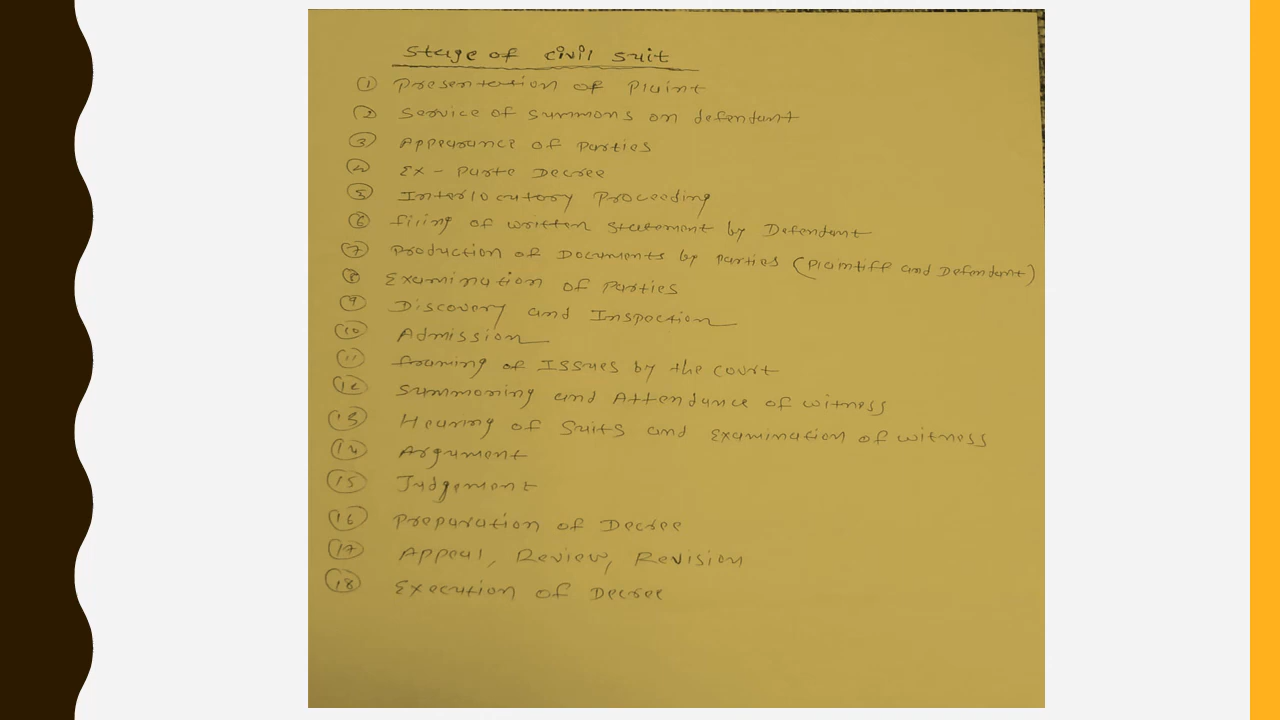 Stage of civil suit
① Presentation of Plaint
② Service of summons on defendant
③ Appearance of Parties
④ Ex - Parte Decree
⑤ Interlocutory Proceeding
⑥ filing of written statement by Defendant
⑦ Production of Documents by parties (Plaintiff and Defendant)
⑧ Examination of Parties
⑨ Discovery and Inspection
⑩ Admission
⑪ framing of Issues by the court
⑫ Summoning and Attendance of witness
⑬ Hearing of Suits and Examination of witness
⑭ Argument
⑮ Judgement
⑯ Preparation of Decree
⑰ Appeal, Review, Revision
⑱ Execution of Decree